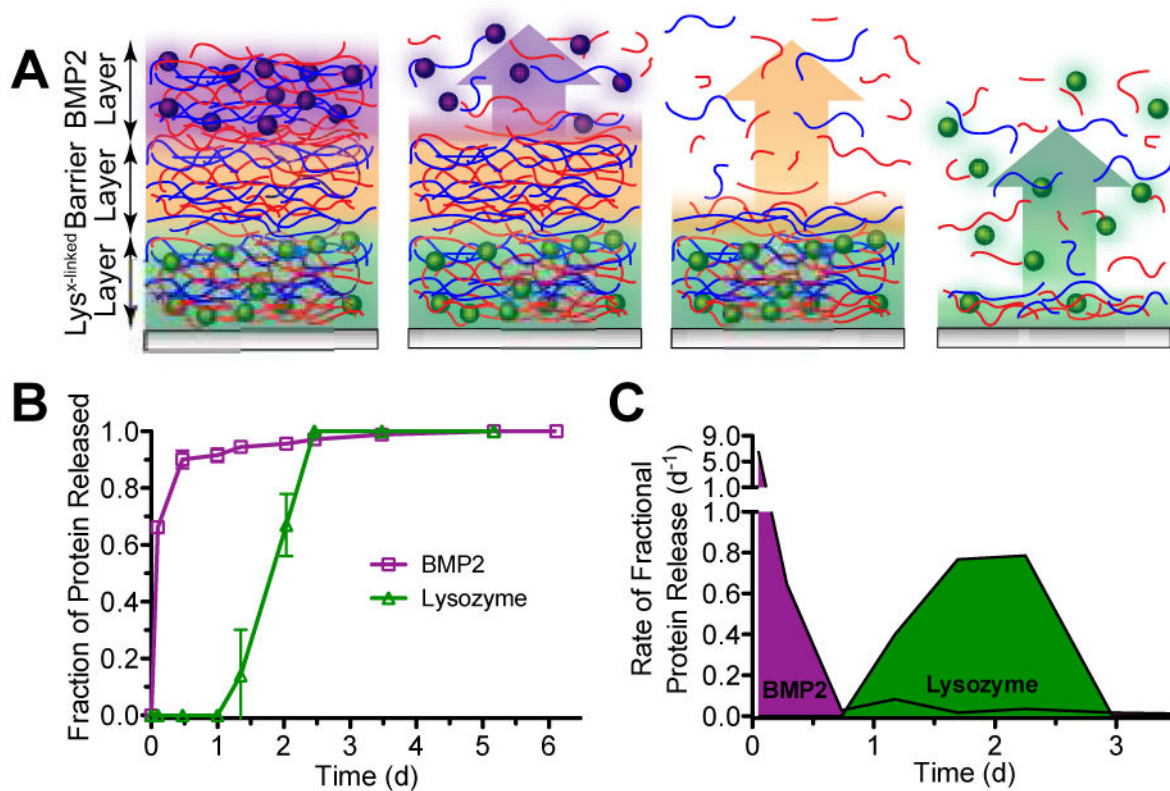 A
BMP2
Layer
Barrier
Layer
Lys^x-linked
Layer
B
Fraction of Protein Released
1.0
0.8
0.6
0.4
0.2
0.0
0 1 2 3 4 5 6
Time (d)
BMP2
Lysozyme
C
Rate of Fractional
Protein Release (d⁻¹)
9.0
5.0
1.0
1.0
0.8
0.6
0.4
0.2
0.0
BMP2
Lysozyme
0 1 2 3
Time (d)